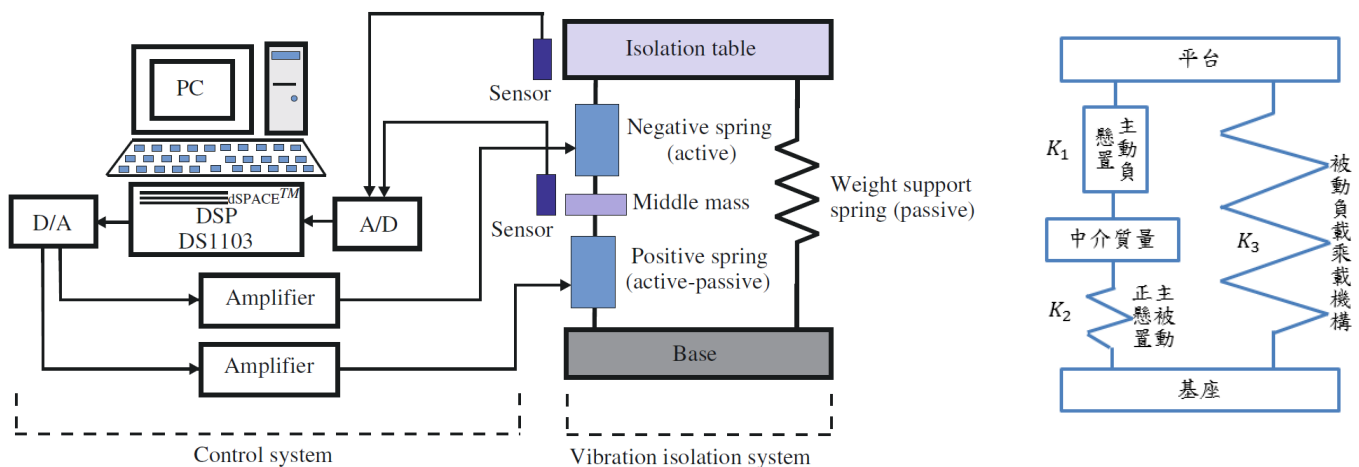 PC
dSPACE™
DSP
DS1103
D/A
A/D
Sensor
Sensor
Amplifier
Amplifier
Control system
Isolation table
Negative spring
(active)
Middle mass
Positive spring
(active-passive)
Weight support
spring (passive)
Base
Vibration isolation system
平台
K₁
主動負
懸置
中介質量
K₂
主被動
正懸置
K₃
被動負載乘載機構
基座